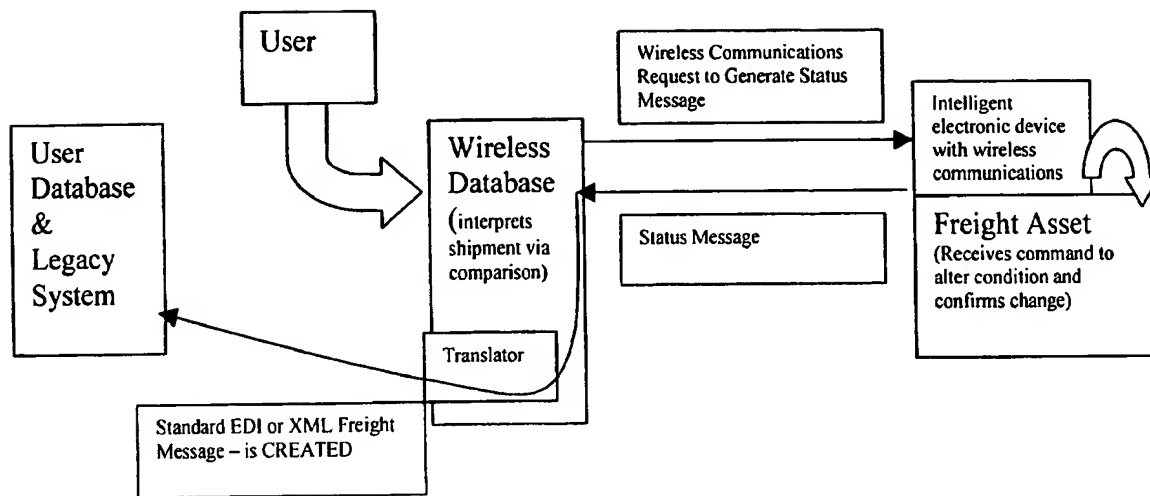 User
Wireless Communications
Request to Generate Status
Message
Intelligent
electronic device
with wireless
communications
User
Database
&
Legacy
System
Wireless
Database
(interprets
shipment via
comparison)
Status Message
Freight Asset
(Receives command to
alter condition and
confirms change)
Translator
Standard EDI or XML Freight
Message – is CREATED